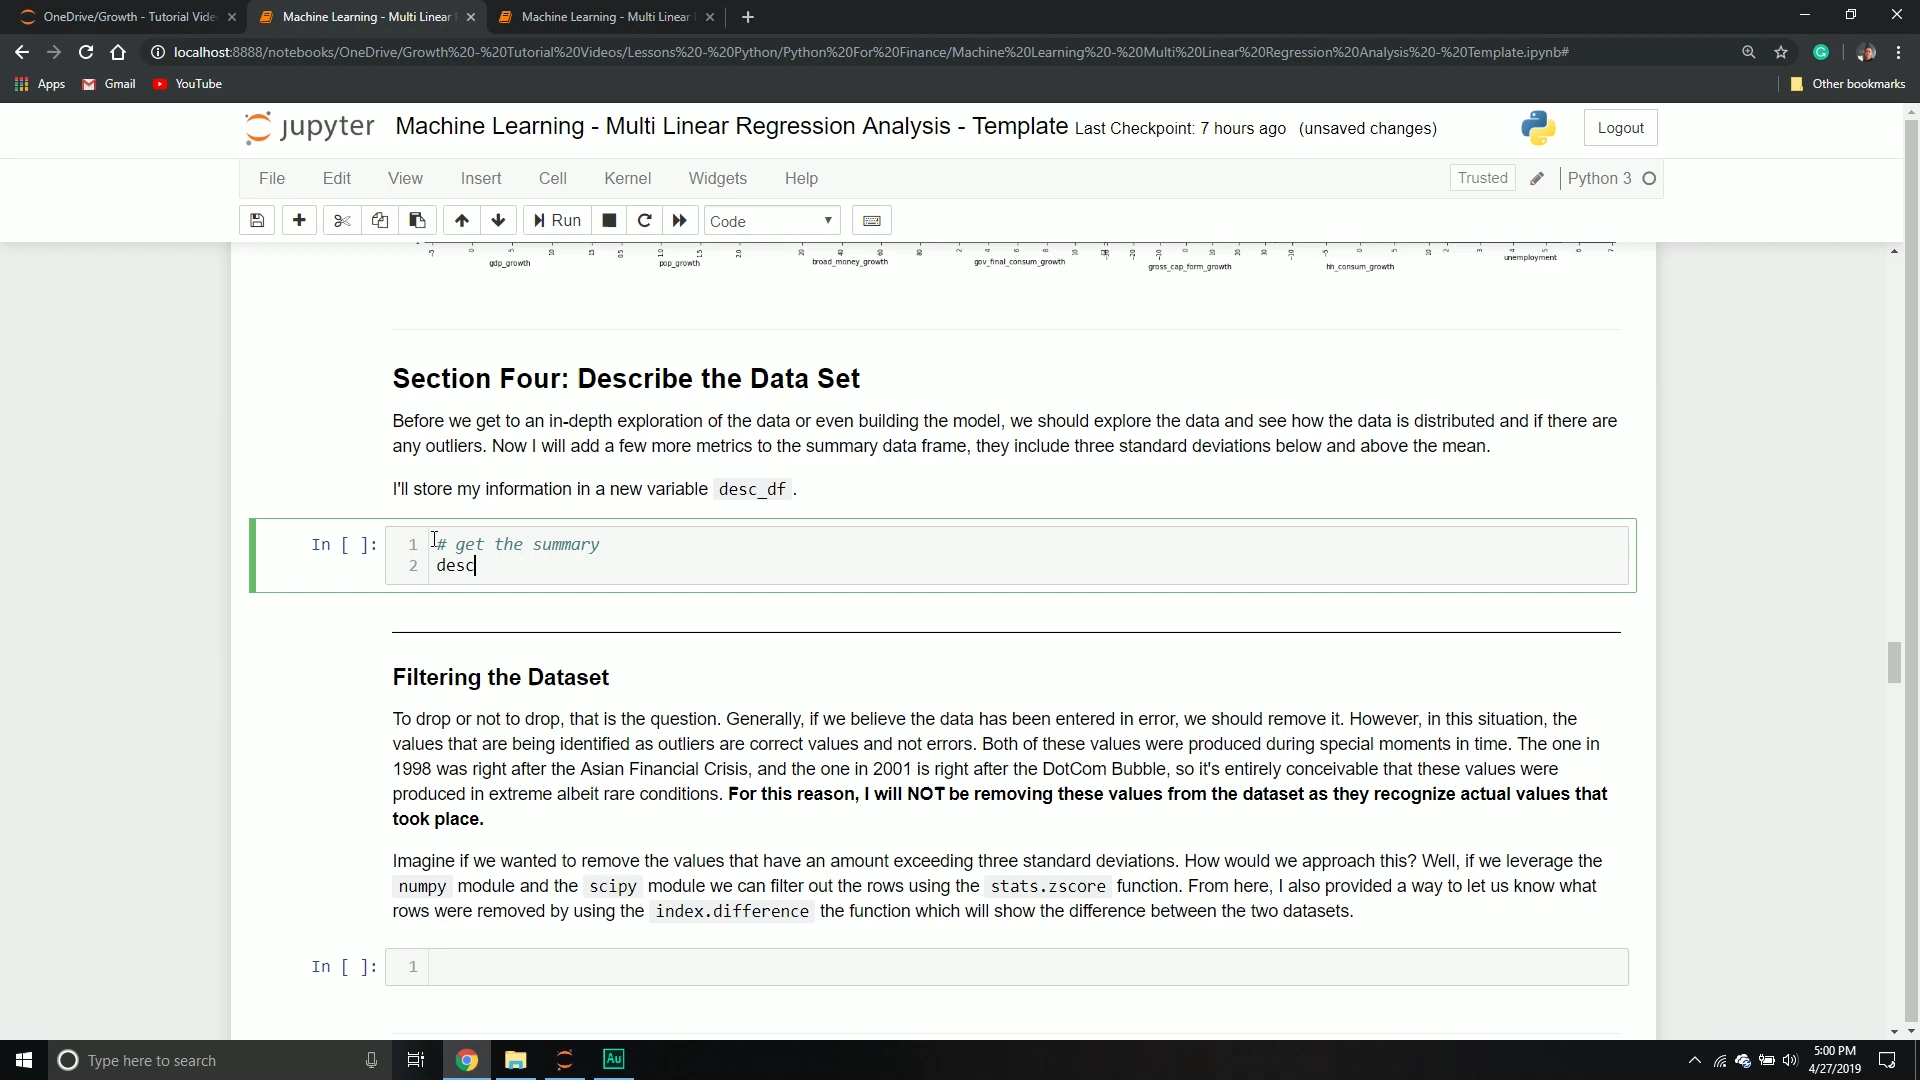 OneDrive/Growth - Tutorial Vide
Machine Learning - Multi Linear
Machine Learning - Multi Linear
localhost:8888/notebooks/OneDrive/Growth%20-%20Tutorial%20Videos/Lessons%20-%20Python/Python%20For%20Finance/Machine%20Learning%20-%20Multi%20Linear%20Regression%20Analysis%20-%20Template.ipynb#
Apps Gmail YouTube Other bookmarks
jupyter Machine Learning - Multi Linear Regression Analysis - Template Last Checkpoint: 7 hours ago (unsaved changes) Logout
File Edit View Insert Cell Kernel Widgets Help Trusted Python 3
Run Code
gdp_growth pop_growth broad_money_growth gov_final_consum_growth gross_cap_form_growth hh_consum_growth unemployment
Section Four: Describe the Data Set
Before we get to an in-depth exploration of the data or even building the model, we should explore the data and see how the data is distributed and if there are
any outliers. Now I will add a few more metrics to the summary data frame, they include three standard deviations below and above the mean.
I'll store my information in a new variable desc_df .
In [ ]: 1 # get the summary
2 desc
Filtering the Dataset
To drop or not to drop, that is the question. Generally, if we believe the data has been entered in error, we should remove it. However, in this situation, the
values that are being identified as outliers are correct values and not errors. Both of these values were produced during special moments in time. The one in
1998 was right after the Asian Financial Crisis, and the one in 2001 is right after the DotCom Bubble, so it's entirely conceivable that these values were
produced in extreme albeit rare conditions. For this reason, I will NOT be removing these values from the dataset as they recognize actual values that
took place.
Imagine if we wanted to remove the values that have an amount exceeding three standard deviations. How would we approach this? Well, if we leverage the
numpy module and the scipy module we can filter out the rows using the stats.zscore function. From here, I also provided a way to let us know what
rows were removed by using the index.difference the function which will show the difference between the two datasets.
In [ ]: 1
Type here to search
Au
5:00 PM
4/27/2019